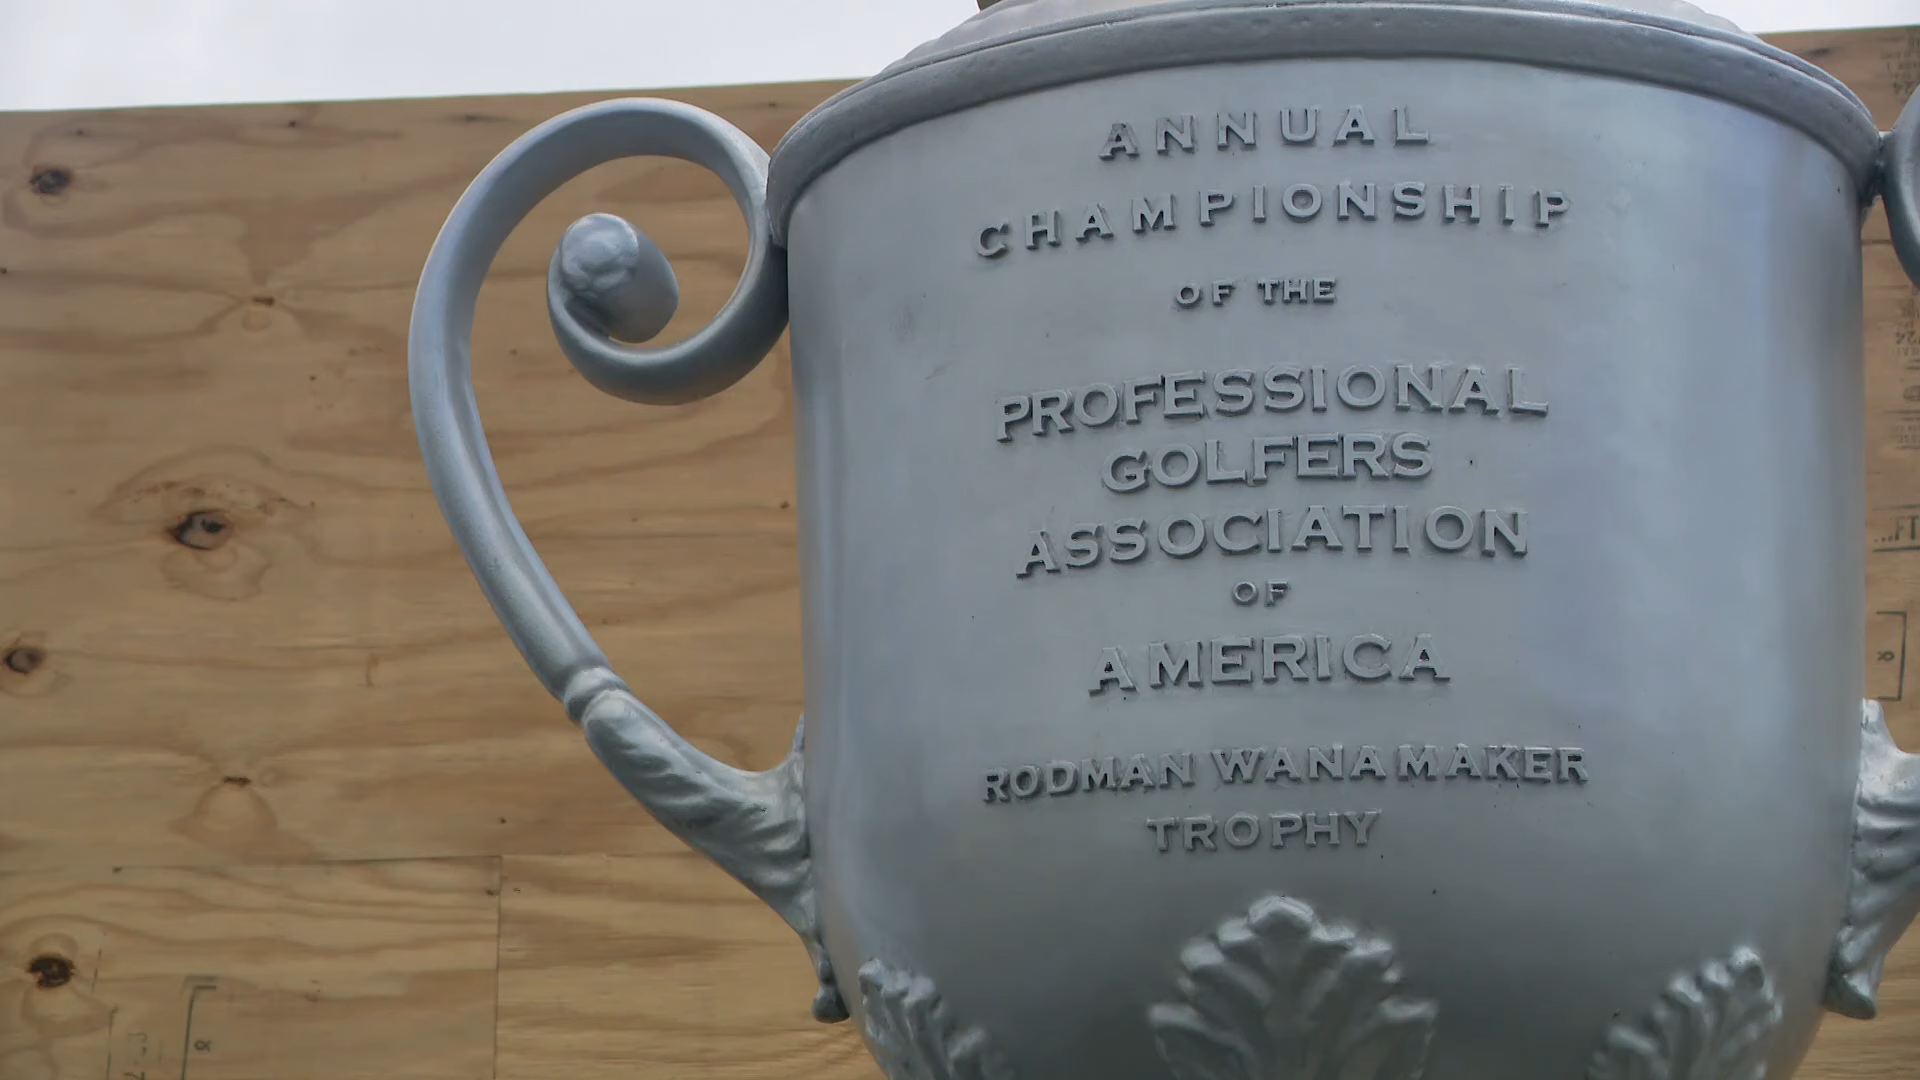 ANNUAL
CHAMPIONSHIP
OF THE
PROFESSIONAL
GOLFERS
ASSOCIATION
OF
AMERICA
RODMAN WANAMAKER
TROPHY